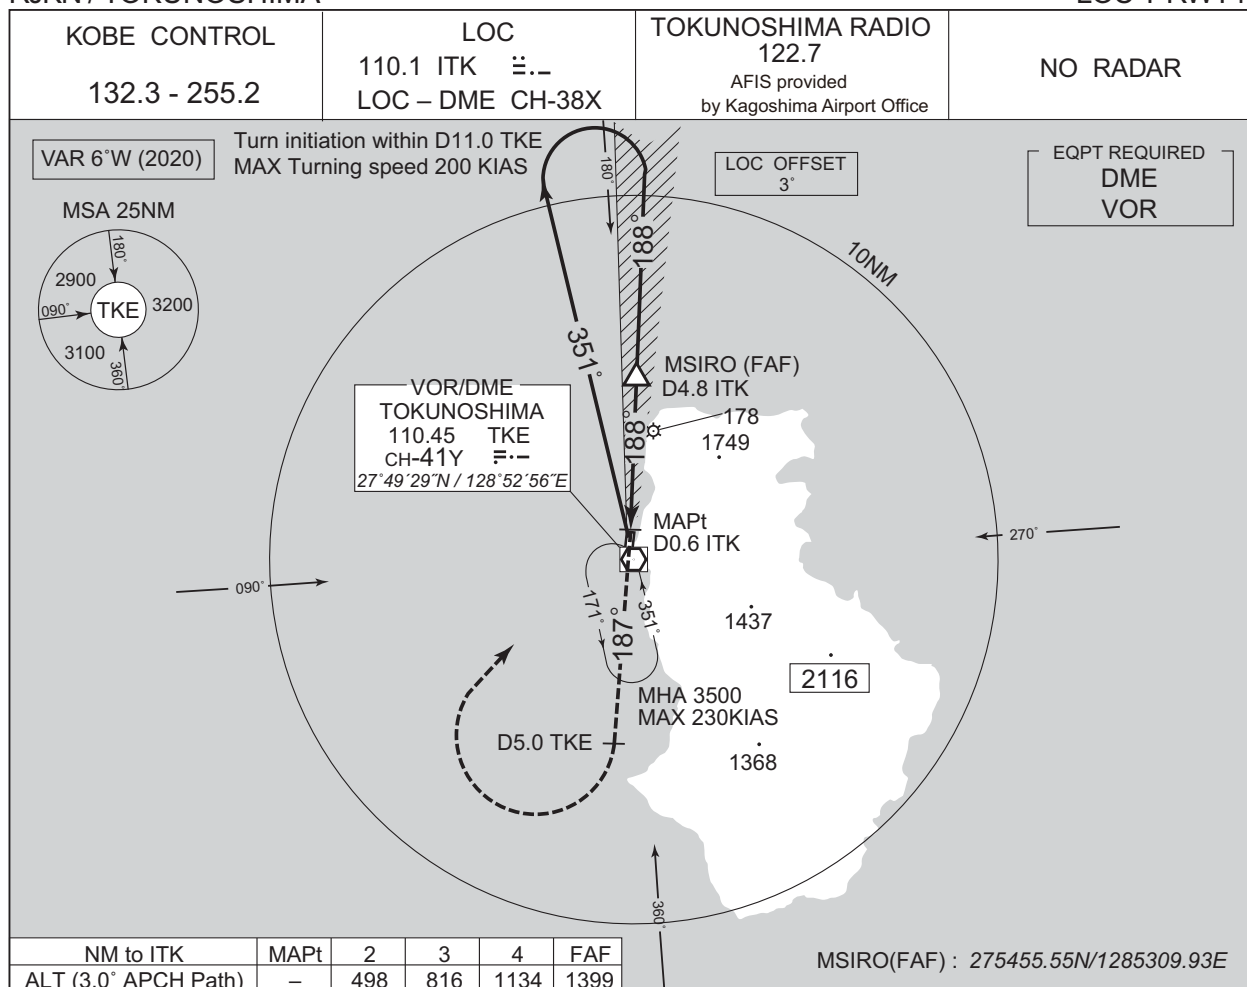 KOBE CONTROL
132.3 - 255.2
LOC
110.1 ITK
LOC – DME CH-38X
TOKUNOSHIMA RADIO
122.7
AFIS provided
by Kagoshima Airport Office
NO RADAR
VAR 6°W (2020)
Turn initiation within D11.0 TKE
MAX Turning speed 200 KIAS
LOC OFFSET
3°
EQPT REQUIRED
DME
VOR
MSA 25NM
180°
2900
090°
TKE
3200
3100
360°
180°
188°
10NM
351°
MSIRO (FAF)
D4.8 ITK
178
188°
1749
VOR/DME
TOKUNOSHIMA
110.45 TKE
CH-41Y
27°49´29˝N / 128°52´56˝E
MAPt
D0.6 ITK
270°
090°
171°
187°
351°
1437
2116
MHA 3500
MAX 230KIAS
D5.0 TKE
1368
360°
NM to ITK MAPt 2 3 4 FAF
ALT (3.0° APCH Path) – 498 816 1134 1399
MSIRO(FAF) : 275455.55N/1285309.93E